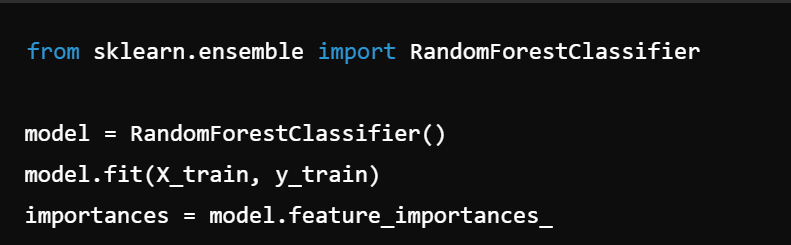 from sklearn.ensemble import RandomForestClassifier
model = RandomForestClassifier()
model.fit(X_train, y_train)
importances = model.feature_importances_